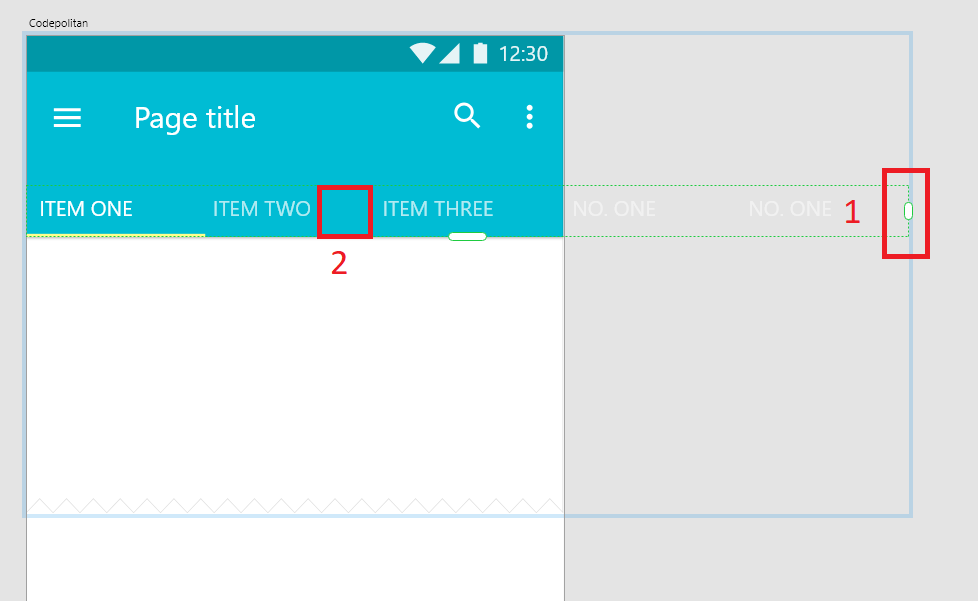 Codepolitan
12:30
Page title
ITEM ONE ITEM TWO ITEM THREE NO. ONE NO. ONE 1
2